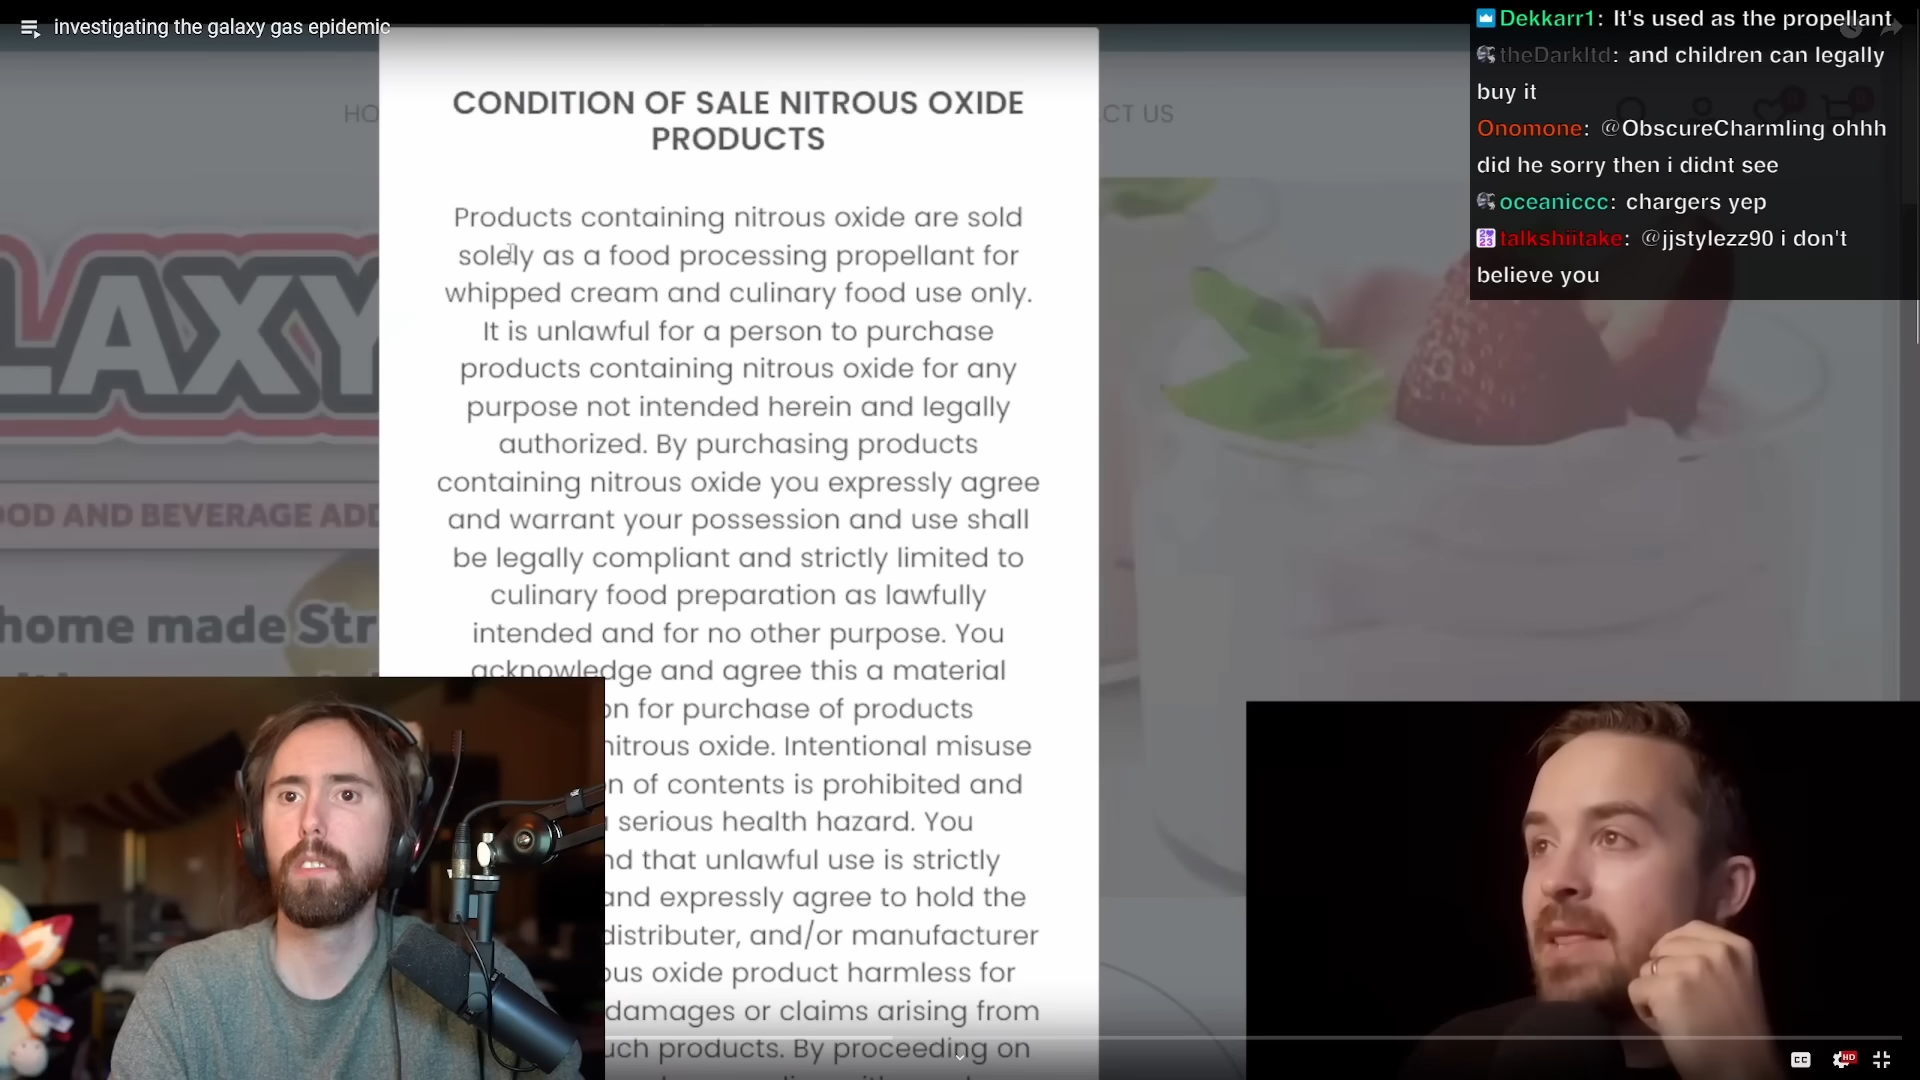 investigating the galaxy gas epidemic
CONDITION OF SALE NITROUS OXIDE
PRODUCTS
Products containing nitrous oxide are sold
solely as a food processing propellant for
whipped cream and culinary food use only.
It is unlawful for a person to purchase
products containing nitrous oxide for any
purpose not intended herein and legally
authorized. By purchasing products
containing nitrous oxide you expressly agree
and warrant your possession and use shall
be legally compliant and strictly limited to
culinary food preparation as lawfully
intended and for no other purpose. You
acknowledge and agree this a material
on for purchase of products
nitrous oxide. Intentional misuse
n of contents is prohibited and
serious health hazard. You
nd that unlawful use is strictly
and expressly agree to hold the
distributer, and/or manufacturer
ous oxide product harmless for
damages or claims arising from
uch products. By proceeding on
HO
CT US
LAXY
OOD AND BEVERAGE ADD
home made Str
Dekkarr1: It's used as the propellant
theDarkltd: and children can legally
buy it
Onomone: @ObscureCharmling ohhh
did he sorry then i didnt see
oceaniccc: chargers yep
talkshiitake: @jjstylezz90 i don't
believe you
CC
HD